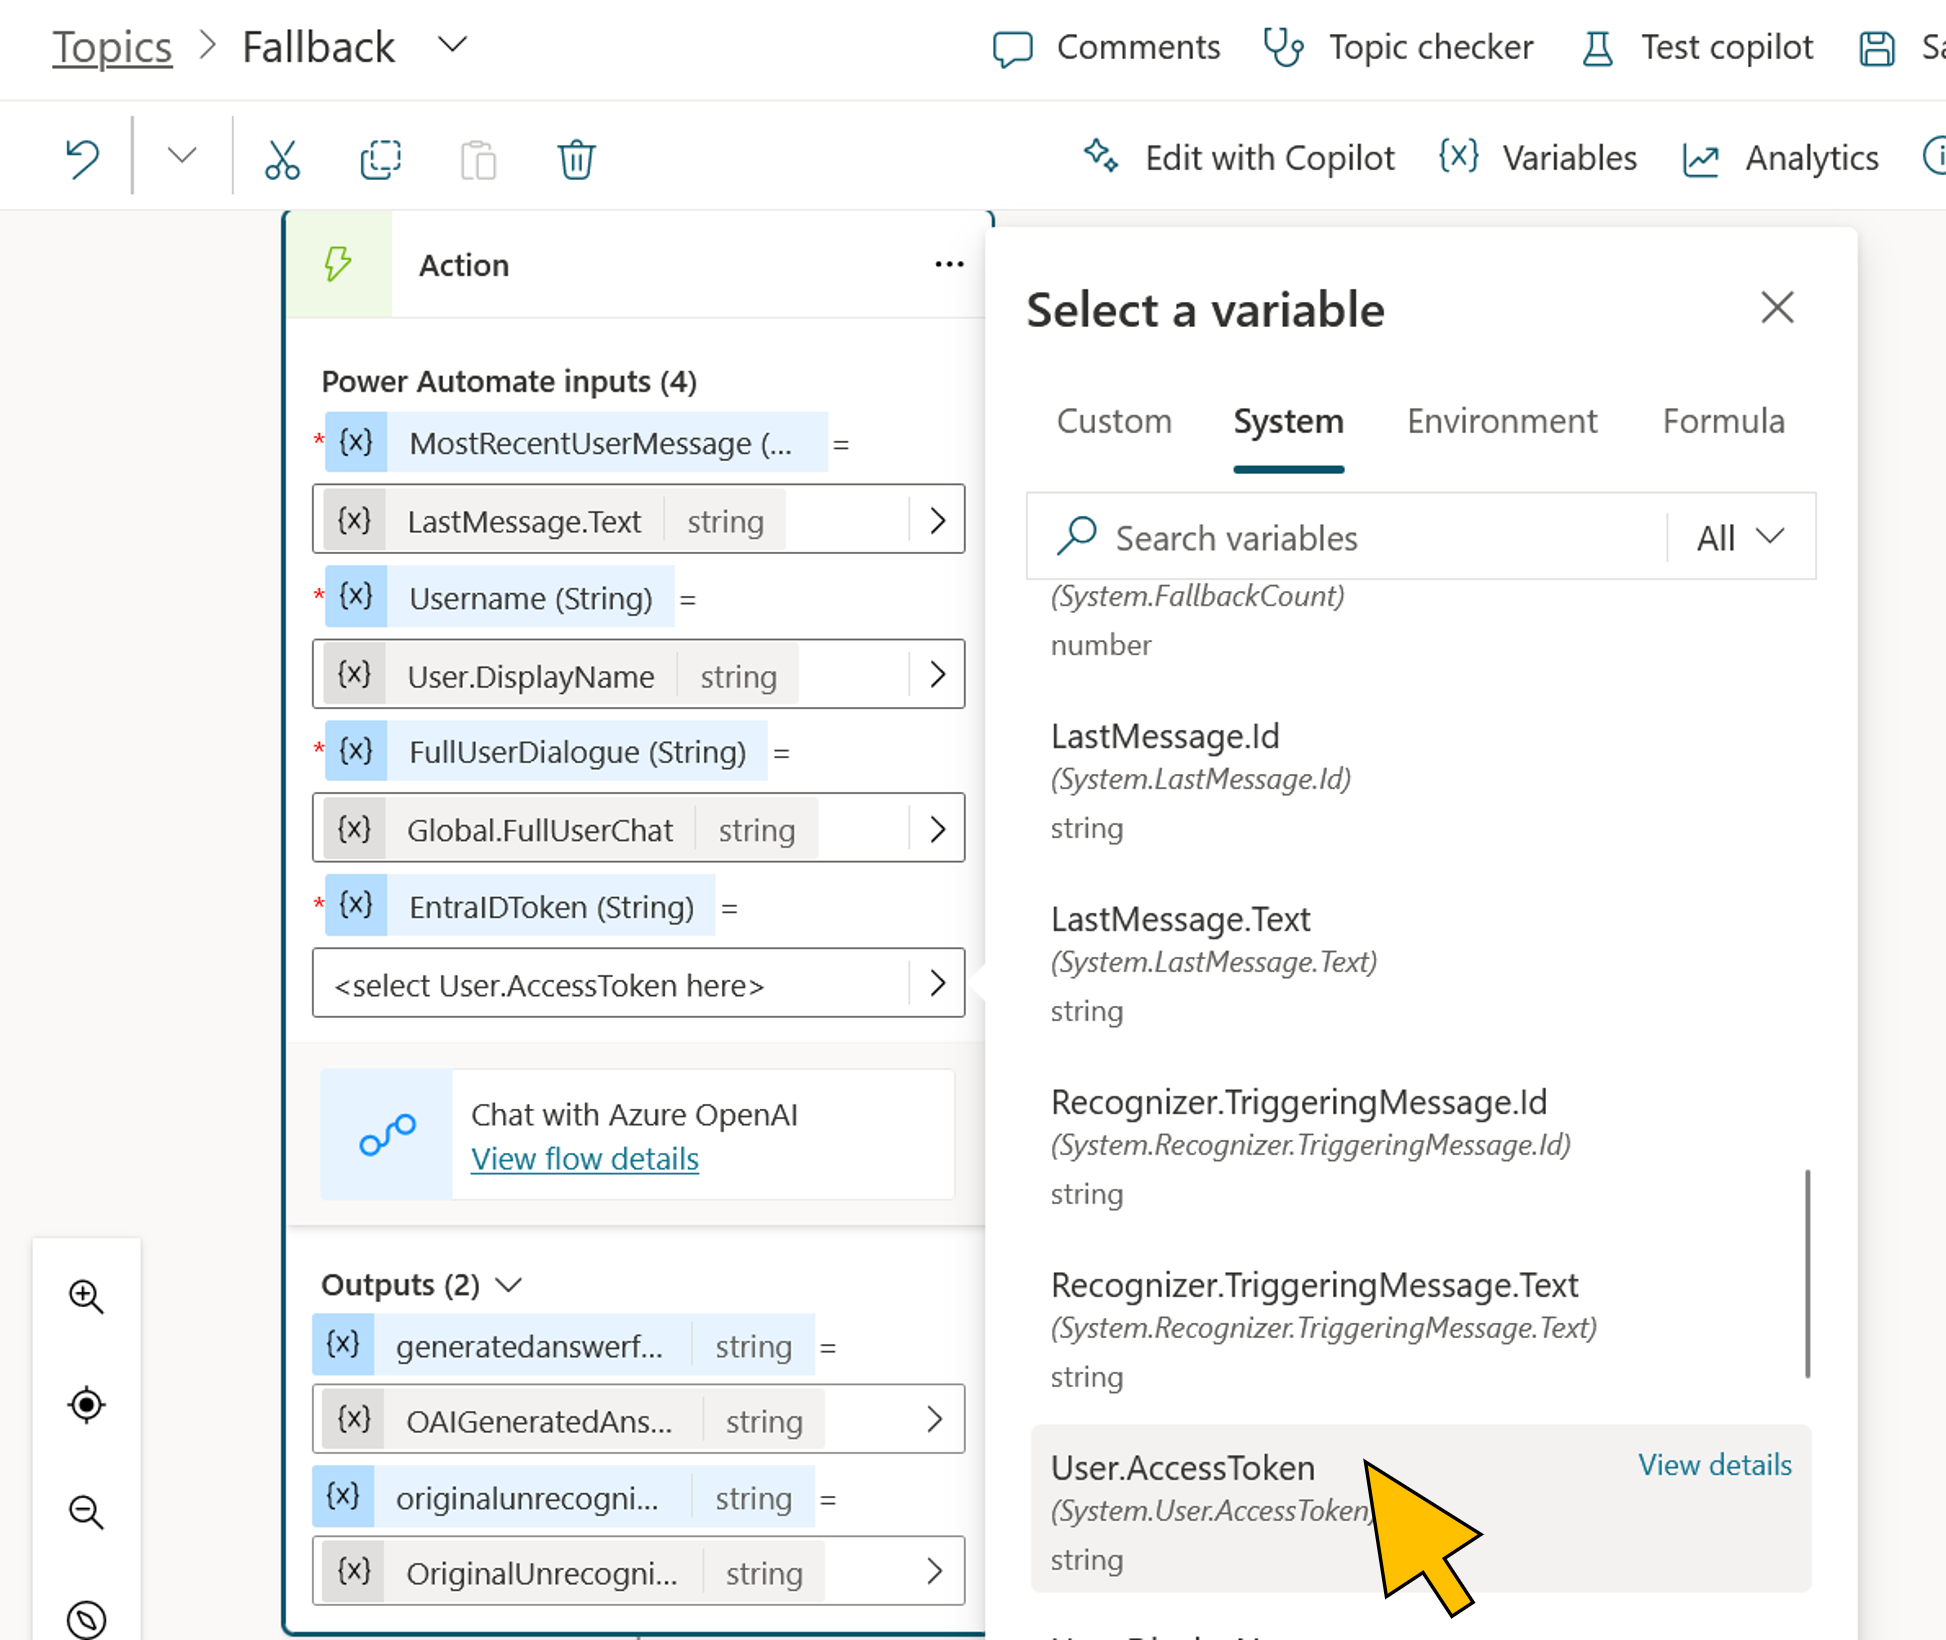 Topics > Fallback
Comments
Topic checker
Test copilot
Edit with Copilot
{x} Variables
Analytics
Action
...
Power Automate inputs (4)
* {x} MostRecentUserMessage (... =
{x} LastMessage.Text string
* {x} Username (String) =
{x} User.DisplayName string
* {x} FullUserDialogue (String) =
{x} Global.FullUserChat string
* {x} EntraIDToken (String) =
<select User.AccessToken here>
Chat with Azure OpenAI
View flow details
Outputs (2)
{x} generatedanswerf... string =
{x} OAIGeneratedAns... string
{x} originalunrecogni... string =
{x} OriginalUnrecogni... string
Select a variable
Custom System Environment Formula
Search variables All
(System.FallbackCount)
number
LastMessage.Id
(System.LastMessage.Id)
string
LastMessage.Text
(System.LastMessage.Text)
string
Recognizer.TriggeringMessage.Id
(System.Recognizer.TriggeringMessage.Id)
string
Recognizer.TriggeringMessage.Text
(System.Recognizer.TriggeringMessage.Text)
string
User.AccessToken View details
(System.User.AccessToken)
string